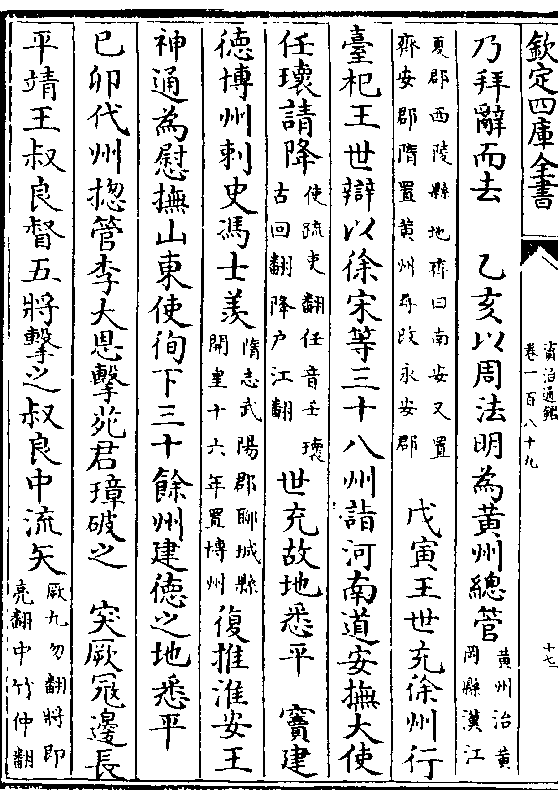 欽定四庫全書
資治通鑑
卷一百八十九
十七
乃拜辭而去　乙亥以周法明為黃州總管黃州治黃岡縣漢江
夏郡西陵縣地齊曰南安又置齊安郡隋置黃州尋改永安郡　戊寅王世充徐州行
臺杞王世辯以徐宋等三十八州詣河南道安撫大使
任瓌請降使疏吏翻任音壬瓌古回翻降户江翻　世充故地悉平　竇建
德博州刺史馮士羨隋志武陽郡聊城縣開皇十六年置博州　復推淮安王
神通為慰撫山東使徇下三十餘州建德之地悉平
己卯代州揔管李大恩擊苑君璋破之　突厥寇邊長
平靖王叔良督五將擊之叔良中流矢厥九勿翻將即亮翻中竹仲翻